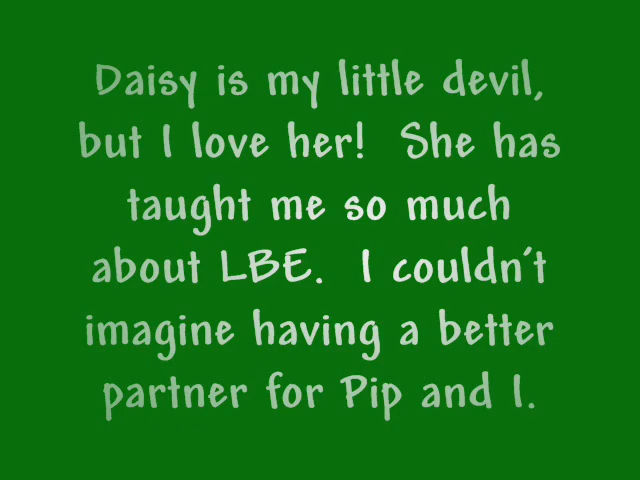 Daisy is my little devil,
but I love her!  She has
taught me so much
about LBE.  I couldn't
imagine having a better
partner for Pip and I.